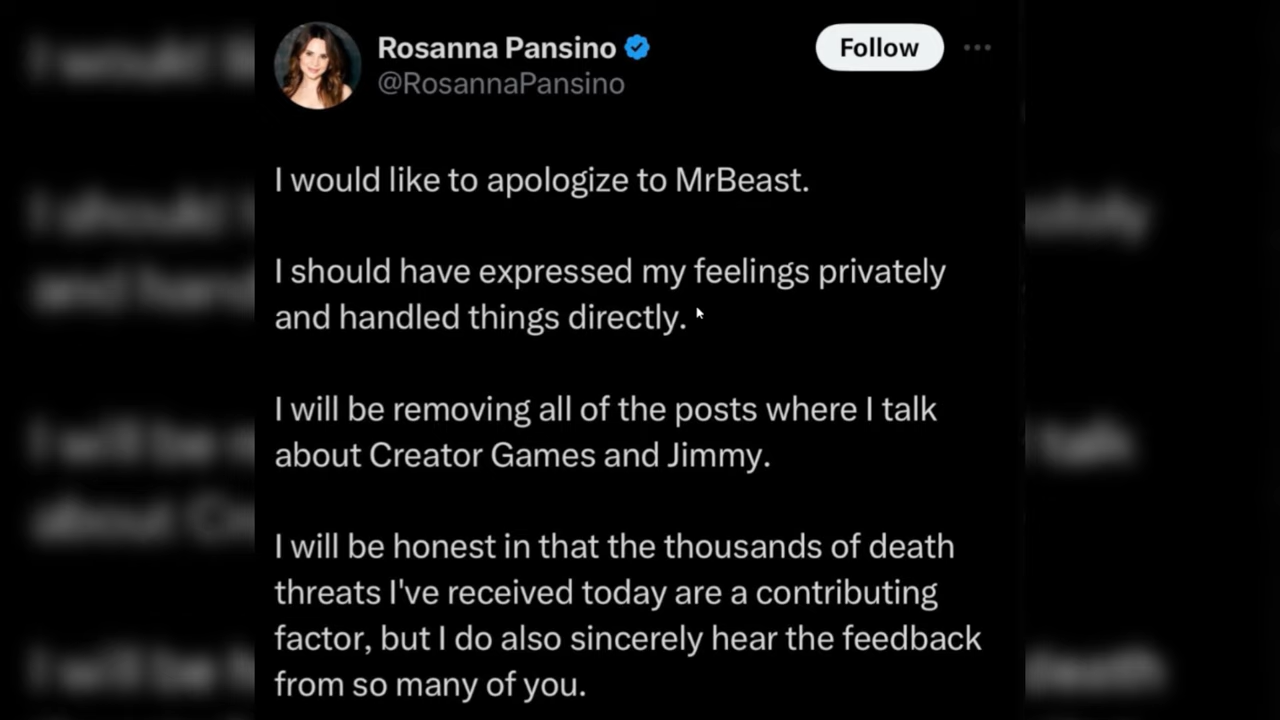 Rosanna Pansino
@RosannaPansino
Follow
I would like to apologize to MrBeast.
I should have expressed my feelings privately
and handled things directly.
I will be removing all of the posts where I talk
about Creator Games and Jimmy.
I will be honest in that the thousands of death
threats I've received today are a contributing
factor, but I do also sincerely hear the feedback
from so many of you.